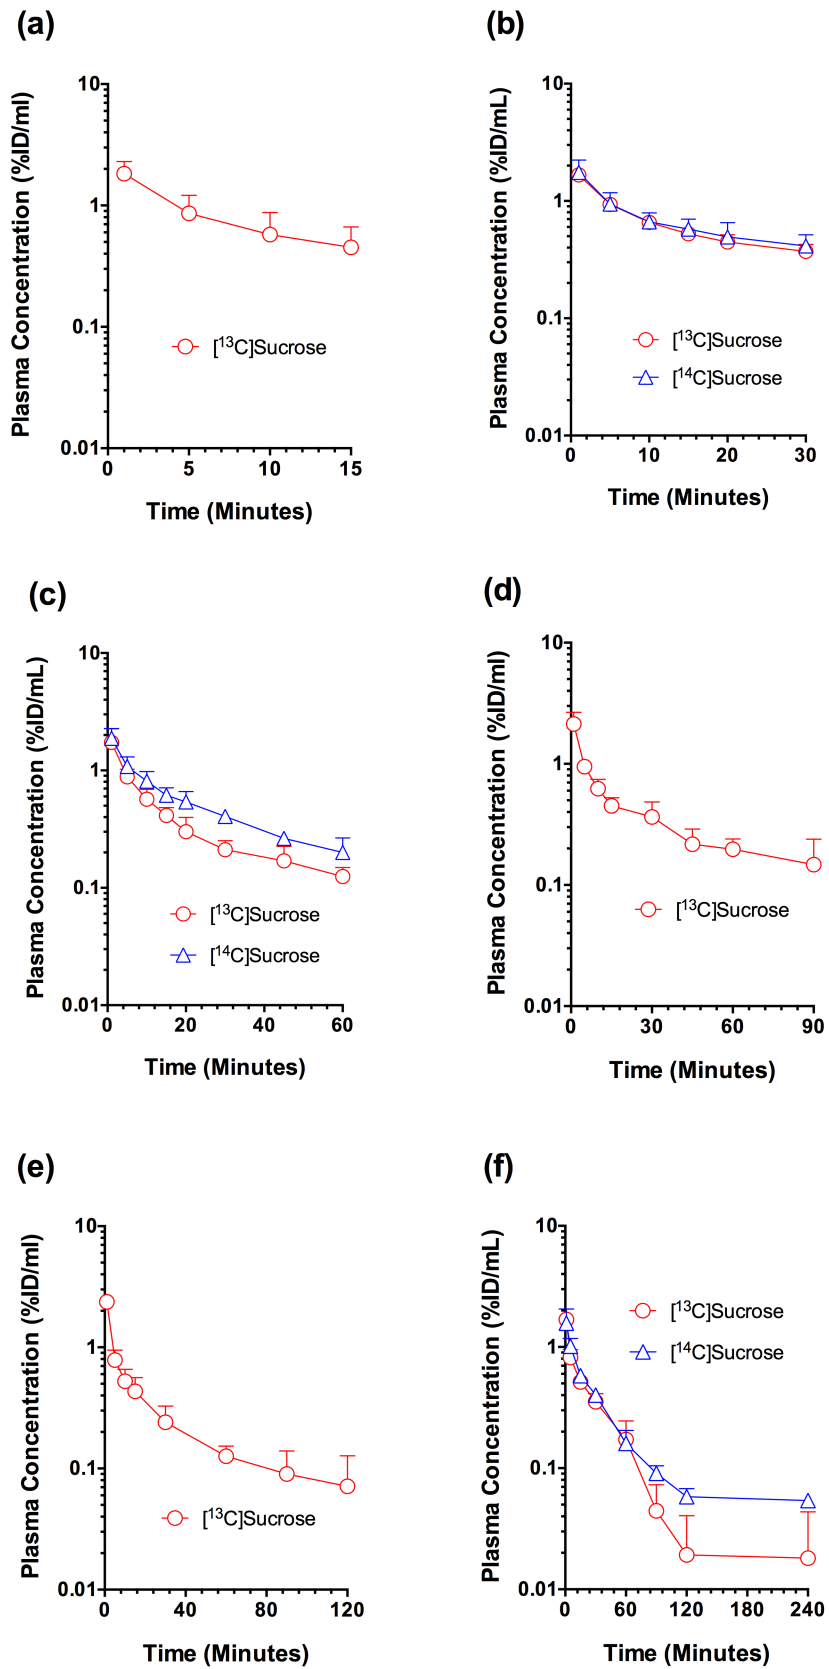 (a)
10
1
0.1
0.01
Plasma Concentration (%ID/ml)
[¹³C]Sucrose
0 5 10 15
Time (Minutes)
(b)
10
1
0.1
0.01
Plasma Concentration (%ID/mL)
[¹³C]Sucrose
[¹⁴C]Sucrose
0 10 20 30
Time (Minutes)
(c)
10
1
0.1
0.01
Plasma Concentration (%ID/mL)
[¹³C]Sucrose
[¹⁴C]Sucrose
0 20 40 60
Time (Minutes)
(d)
10
1
0.1
0.01
Plasma Concentration (%ID/ml)
[¹³C]Sucrose
0 30 60 90
Time (Minutes)
(e)
10
1
0.1
0.01
Plasma Concentration (%ID/ml)
[¹³C]Sucrose
0 40 80 120
Time (Minutes)
(f)
10
1
0.1
0.01
Plasma Concentration (%ID/mL)
[¹³C]Sucrose
[¹⁴C]Sucrose
0 60 120 180 240
Time (Minutes)